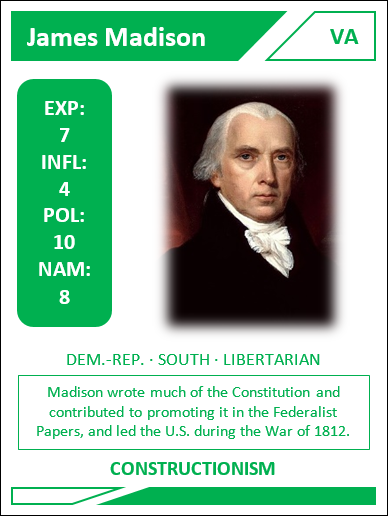 James Madison
VA
EXP:
7
INFL:
4
POL:
10
NAM:
8
DEM.-REP. · SOUTH · LIBERTARIAN
Madison wrote much of the Constitution and
contributed to promoting it in the Federalist
Papers, and led the U.S. during the War of 1812.
CONSTRUCTIONISM